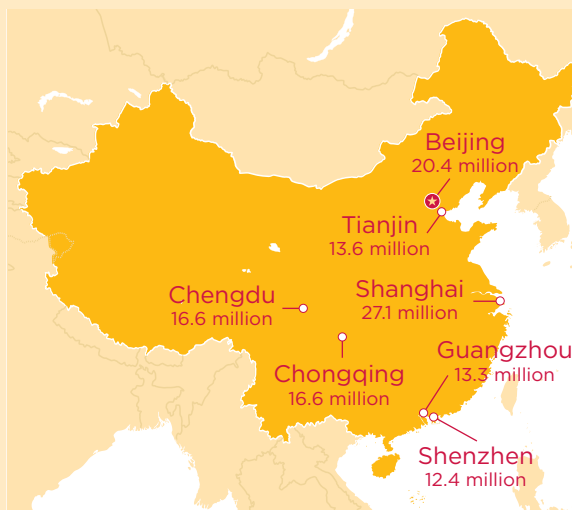 Beijing
20.4 million
Tianjin
13.6 million
Chengdu
16.6 million
Shanghai
27.1 million
Chongqing
16.6 million
Guangzhou
13.3 million
Shenzhen
12.4 million